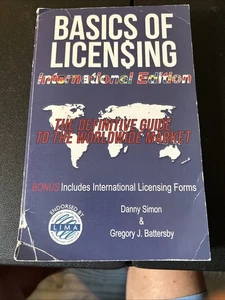 BASICS OF
LICEN$ING
International Edition
THE DEFINITIVE GUIDE
TO THE WORLDWIDE MARKET
BONUS Includes International Licensing Forms
Danny Simon
&
Gregory J. Battersby
ENDORSED BY
LIMA